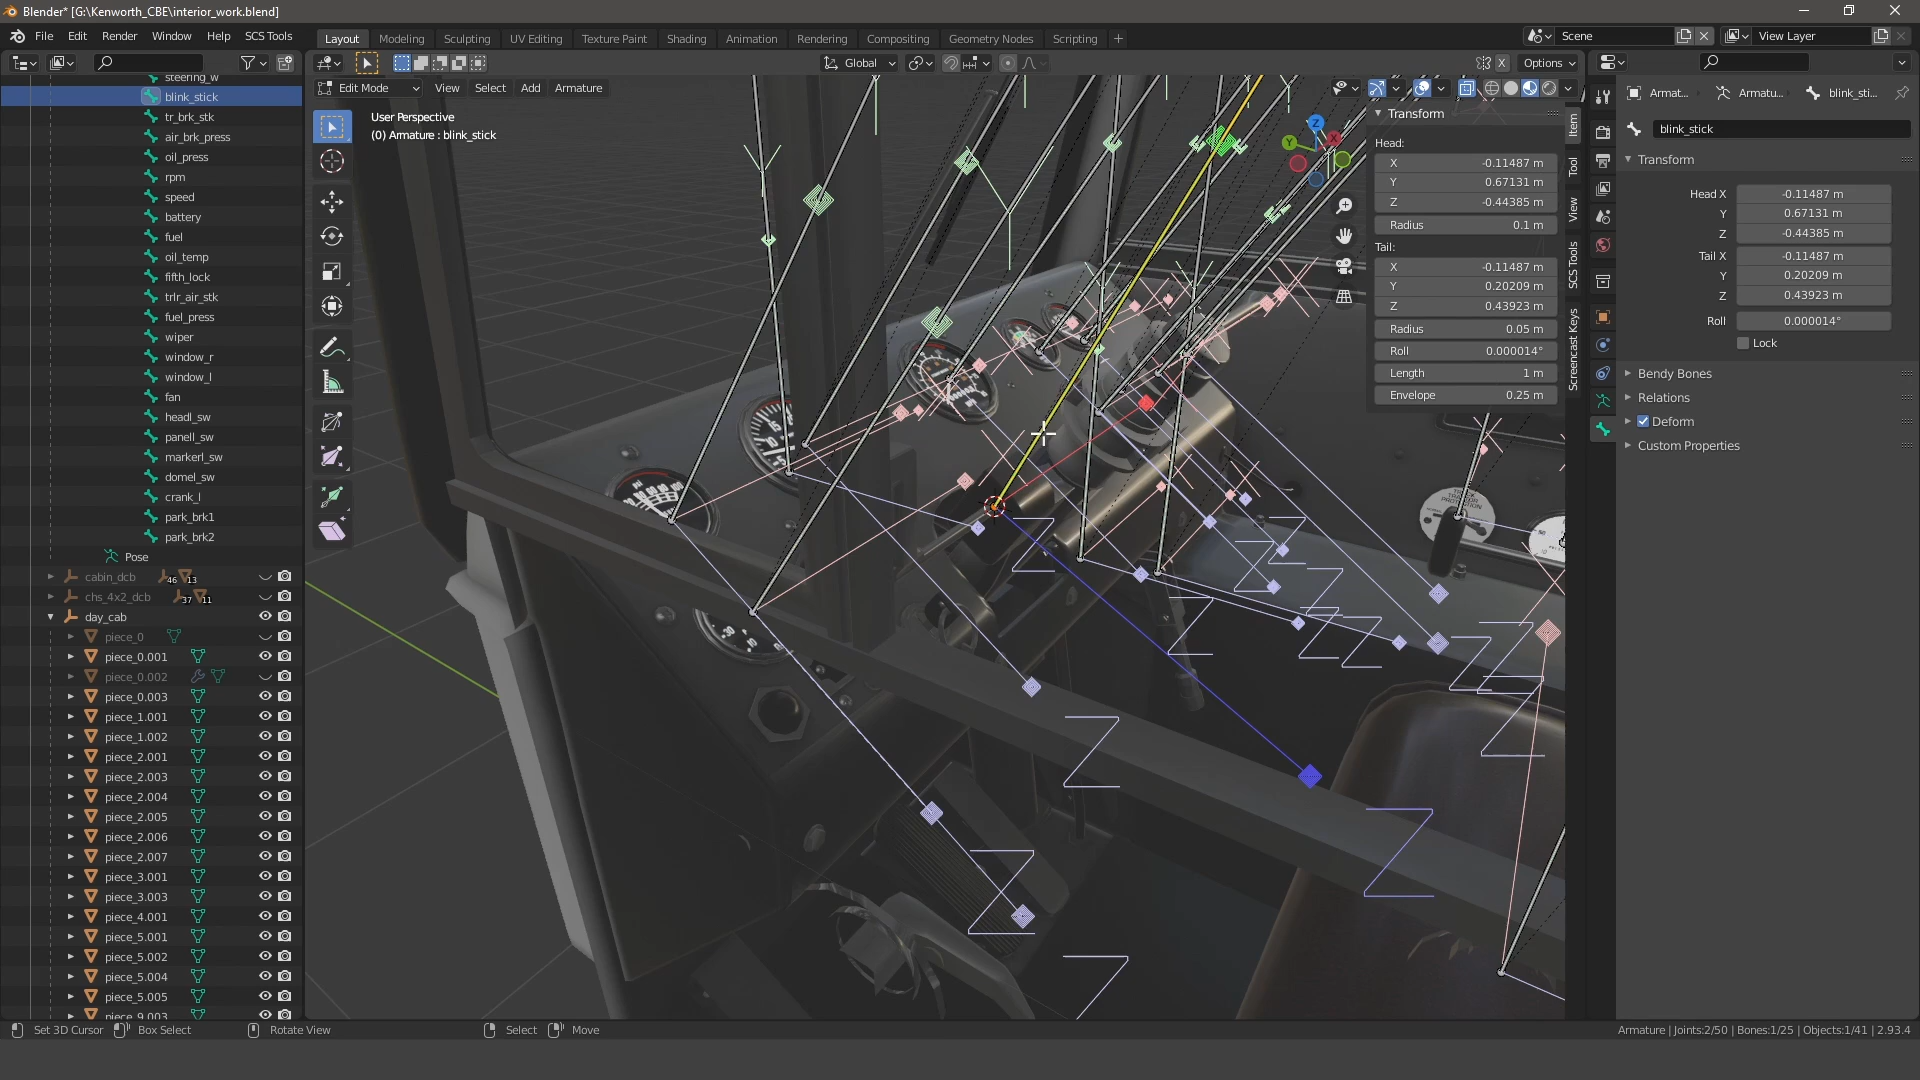 Blender* [G:\Kenworth_CBE\interior_work.blend]
File Edit Render Window Help SCS Tools
Layout Modeling Sculpting UV Editing Texture Paint Shading Animation Rendering Compositing Geometry Nodes Scripting +
Scene
View Layer
Global
Options
X
Edit Mode View Select Add Armature
User Perspective
(0) Armature : blink_stick
steering_w
blink_stick
tr_brk_stk
air_brk_press
oil_press
rpm
speed
battery
fuel
oil_temp
fifth_lock
trlr_air_stk
fuel_press
wiper
window_r
window_l
fan
headl_sw
panell_sw
markerl_sw
domel_sw
crank_l
park_brk1
park_brk2
Pose
cabin_dcb 46 13
chs_4x2_dcb 37 11
day_cab
piece_0
piece_0.001
piece_0.002
piece_0.003
piece_1.001
piece_1.002
piece_2.001
piece_2.003
piece_2.004
piece_2.005
piece_2.006
piece_2.007
piece_3.001
piece_3.003
piece_4.001
piece_5.001
piece_5.002
piece_5.004
piece_5.005
piece_9.003
Z
Transform
Head:
X -0.11487 m
Y 0.67131 m
Z -0.44385 m
Radius 0.1 m
Tail:
X -0.11487 m
Y 0.20209 m
Z 0.43923 m
Radius 0.05 m
Roll 0.000014°
Length 1 m
Envelope 0.25 m
Item
Tool
View
SCS Tools
Screencast Keys
Armat... Armatu... blink_sti...
blink_stick
Transform
Head X -0.11487 m
Y 0.67131 m
Z -0.44385 m
Tail X -0.11487 m
Y 0.20209 m
Z 0.43923 m
Roll 0.000014°
Lock
Bendy Bones
Relations
Deform
Custom Properties
Set 3D Cursor Box Select Rotate View Select Move
Armature | Joints:2/50 | Bones:1/25 | Objects:1/41 | 2.93.4